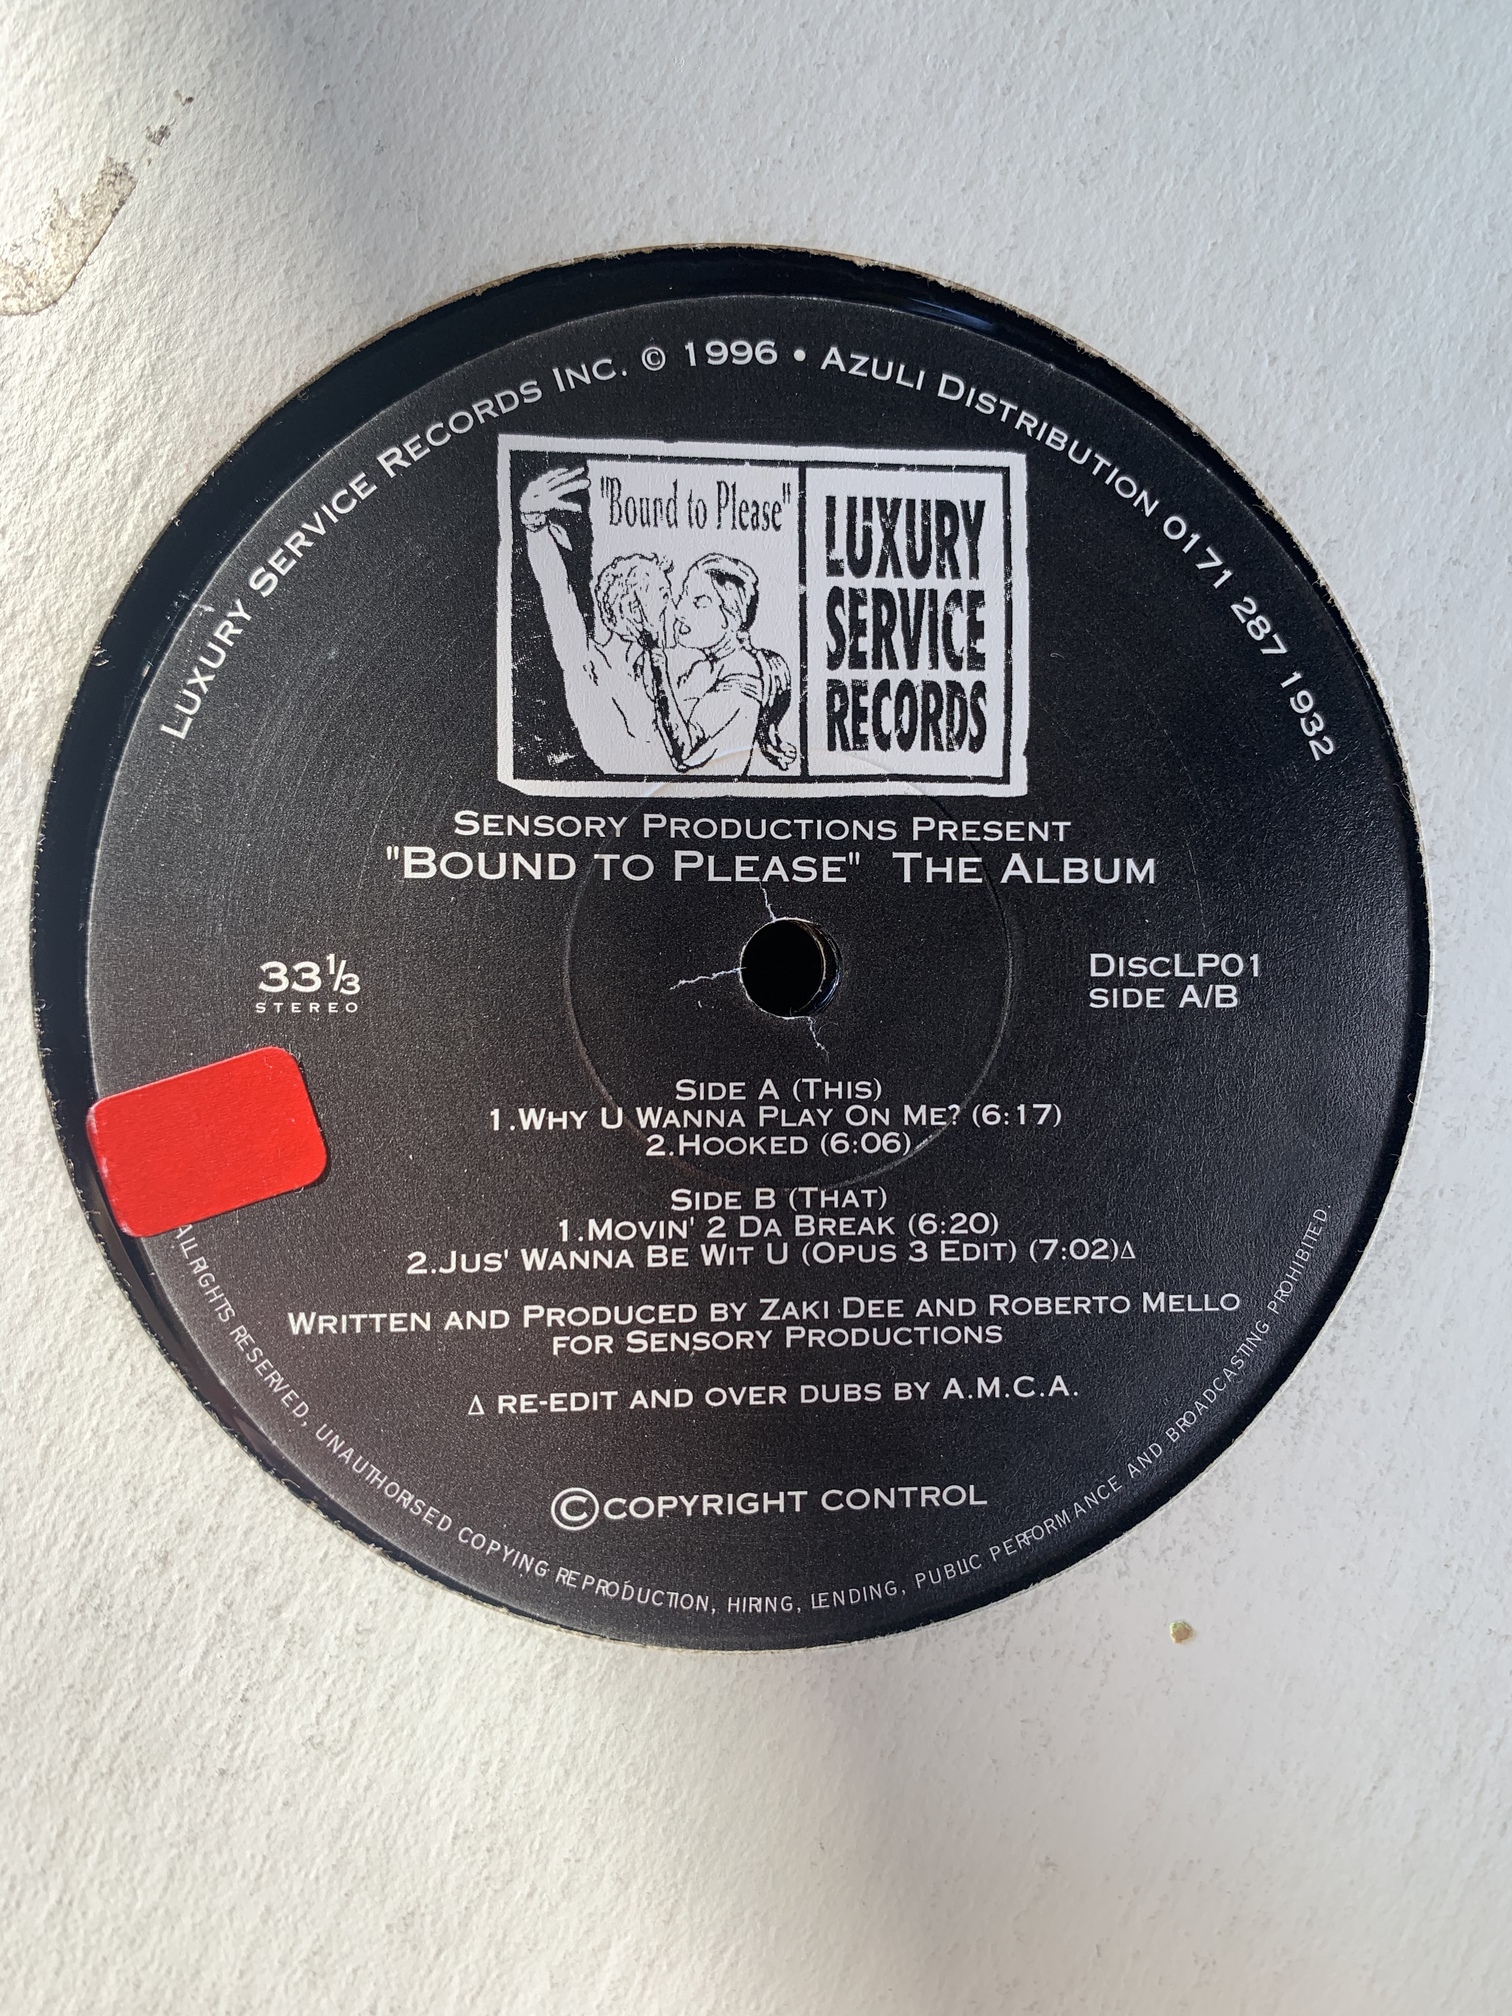 LUXURY SERVICE RECORDS INC. © 1996 • AZULI DISTRIBUTION 0171 287 1932
"Bound to Please"
LUXURY
SERVICE
RECORDS
SENSORY PRODUCTIONS PRESENT
"BOUND TO PLEASE" THE ALBUM
33⅓
STEREO
DISCLP01
SIDE A/B
SIDE A (THIS)
1.WHY U WANNA PLAY ON ME? (6:17)
2.HOOKED (6:06)
SIDE B (THAT)
1.MOVIN' 2 DA BREAK (6:20)
2.JUS' WANNA BE WIT U (OPUS 3 EDIT) (7:02)∆
WRITTEN AND PRODUCED BY ZAKI DEE AND ROBERTO MELLO
FOR SENSORY PRODUCTIONS
∆ RE-EDIT AND OVER DUBS BY A.M.C.A.
©COPYRIGHT CONTROL
ALL RIGHTS RESERVED, UNAUTHORISED COPYING REPRODUCTION, HIRING, LENDING, PUBLIC PERFORMANCE AND BROADCASTING PROHIBITED.